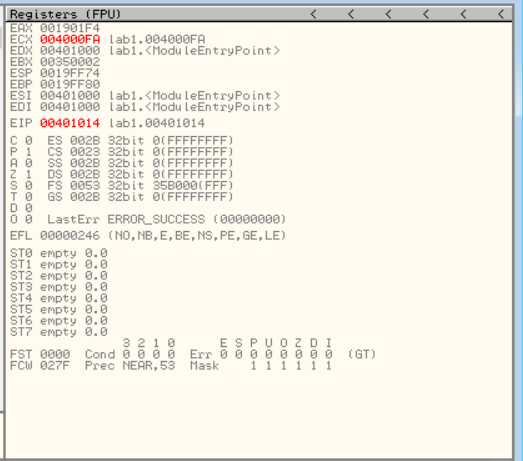 Registers (FPU) < < < < < <
EAX 001901F4
ECX 004000FA lab1.004000FA
EDX 00401000 lab1.<ModuleEntryPoint>
EBX 00350002
ESP 0019FF74
EBP 0019FF80
ESI 00401000 lab1.<ModuleEntryPoint>
EDI 00401000 lab1.<ModuleEntryPoint>
EIP 00401014 lab1.00401014
C 0 ES 002B 32bit 0(FFFFFFFF)
P 1 CS 0023 32bit 0(FFFFFFFF)
A 0 SS 002B 32bit 0(FFFFFFFF)
Z 1 DS 002B 32bit 0(FFFFFFFF)
S 0 FS 0053 32bit 35B000(FFF)
T 0 GS 002B 32bit 0(FFFFFFFF)
D 0
O 0 LastErr ERROR_SUCCESS (00000000)
EFL 00000246 (NO,NB,E,BE,NS,PE,GE,LE)
ST0 empty 0.0
ST1 empty 0.0
ST2 empty 0.0
ST3 empty 0.0
ST4 empty 0.0
ST5 empty 0.0
ST6 empty 0.0
ST7 empty 0.0
3 2 1 0 E S P U O Z D I
FST 0000 Cond 0 0 0 0 Err 0 0 0 0 0 0 0 0 (GT)
FCW 027F Prec NEAR,53 Mask 1 1 1 1 1 1